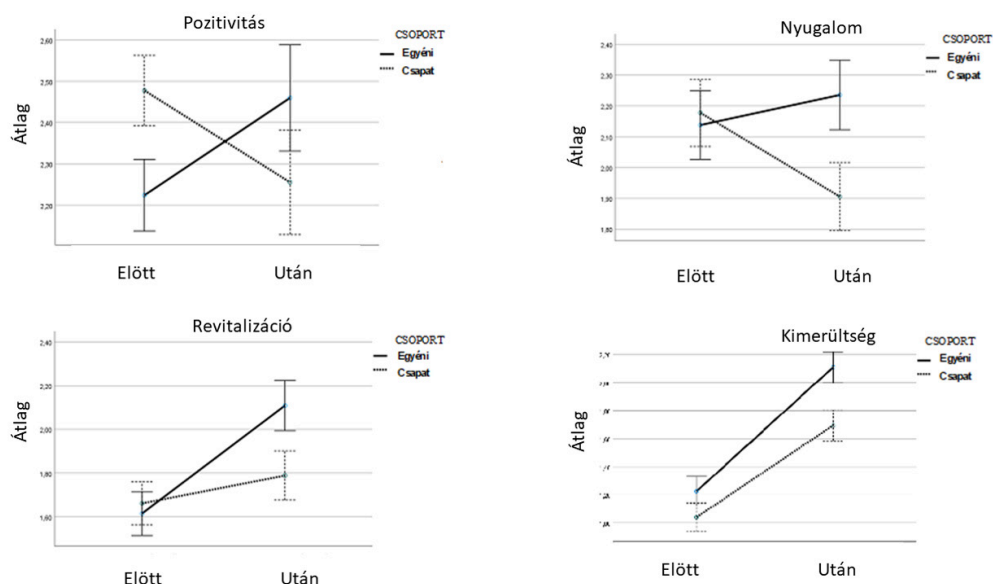 Pozitivitás
CSOPORT
Egyéni
Csapat
2,60
2,50
2,40
2,30
2,20
Átlag
Elött
Után
Nyugalom
CSOPORT
Egyéni
Csapat
2,40
2,30
2,20
2,10
2,00
1,90
1,80
Átlag
Elött
Után
Revitalizáció
CSOPORT
Egyéni
Csapat
2,40
2,20
2,00
1,80
1,60
Átlag
Elött
Után
Kimerültség
CSOPORT
Egyéni
Csapat
Átlag
Elött
Után